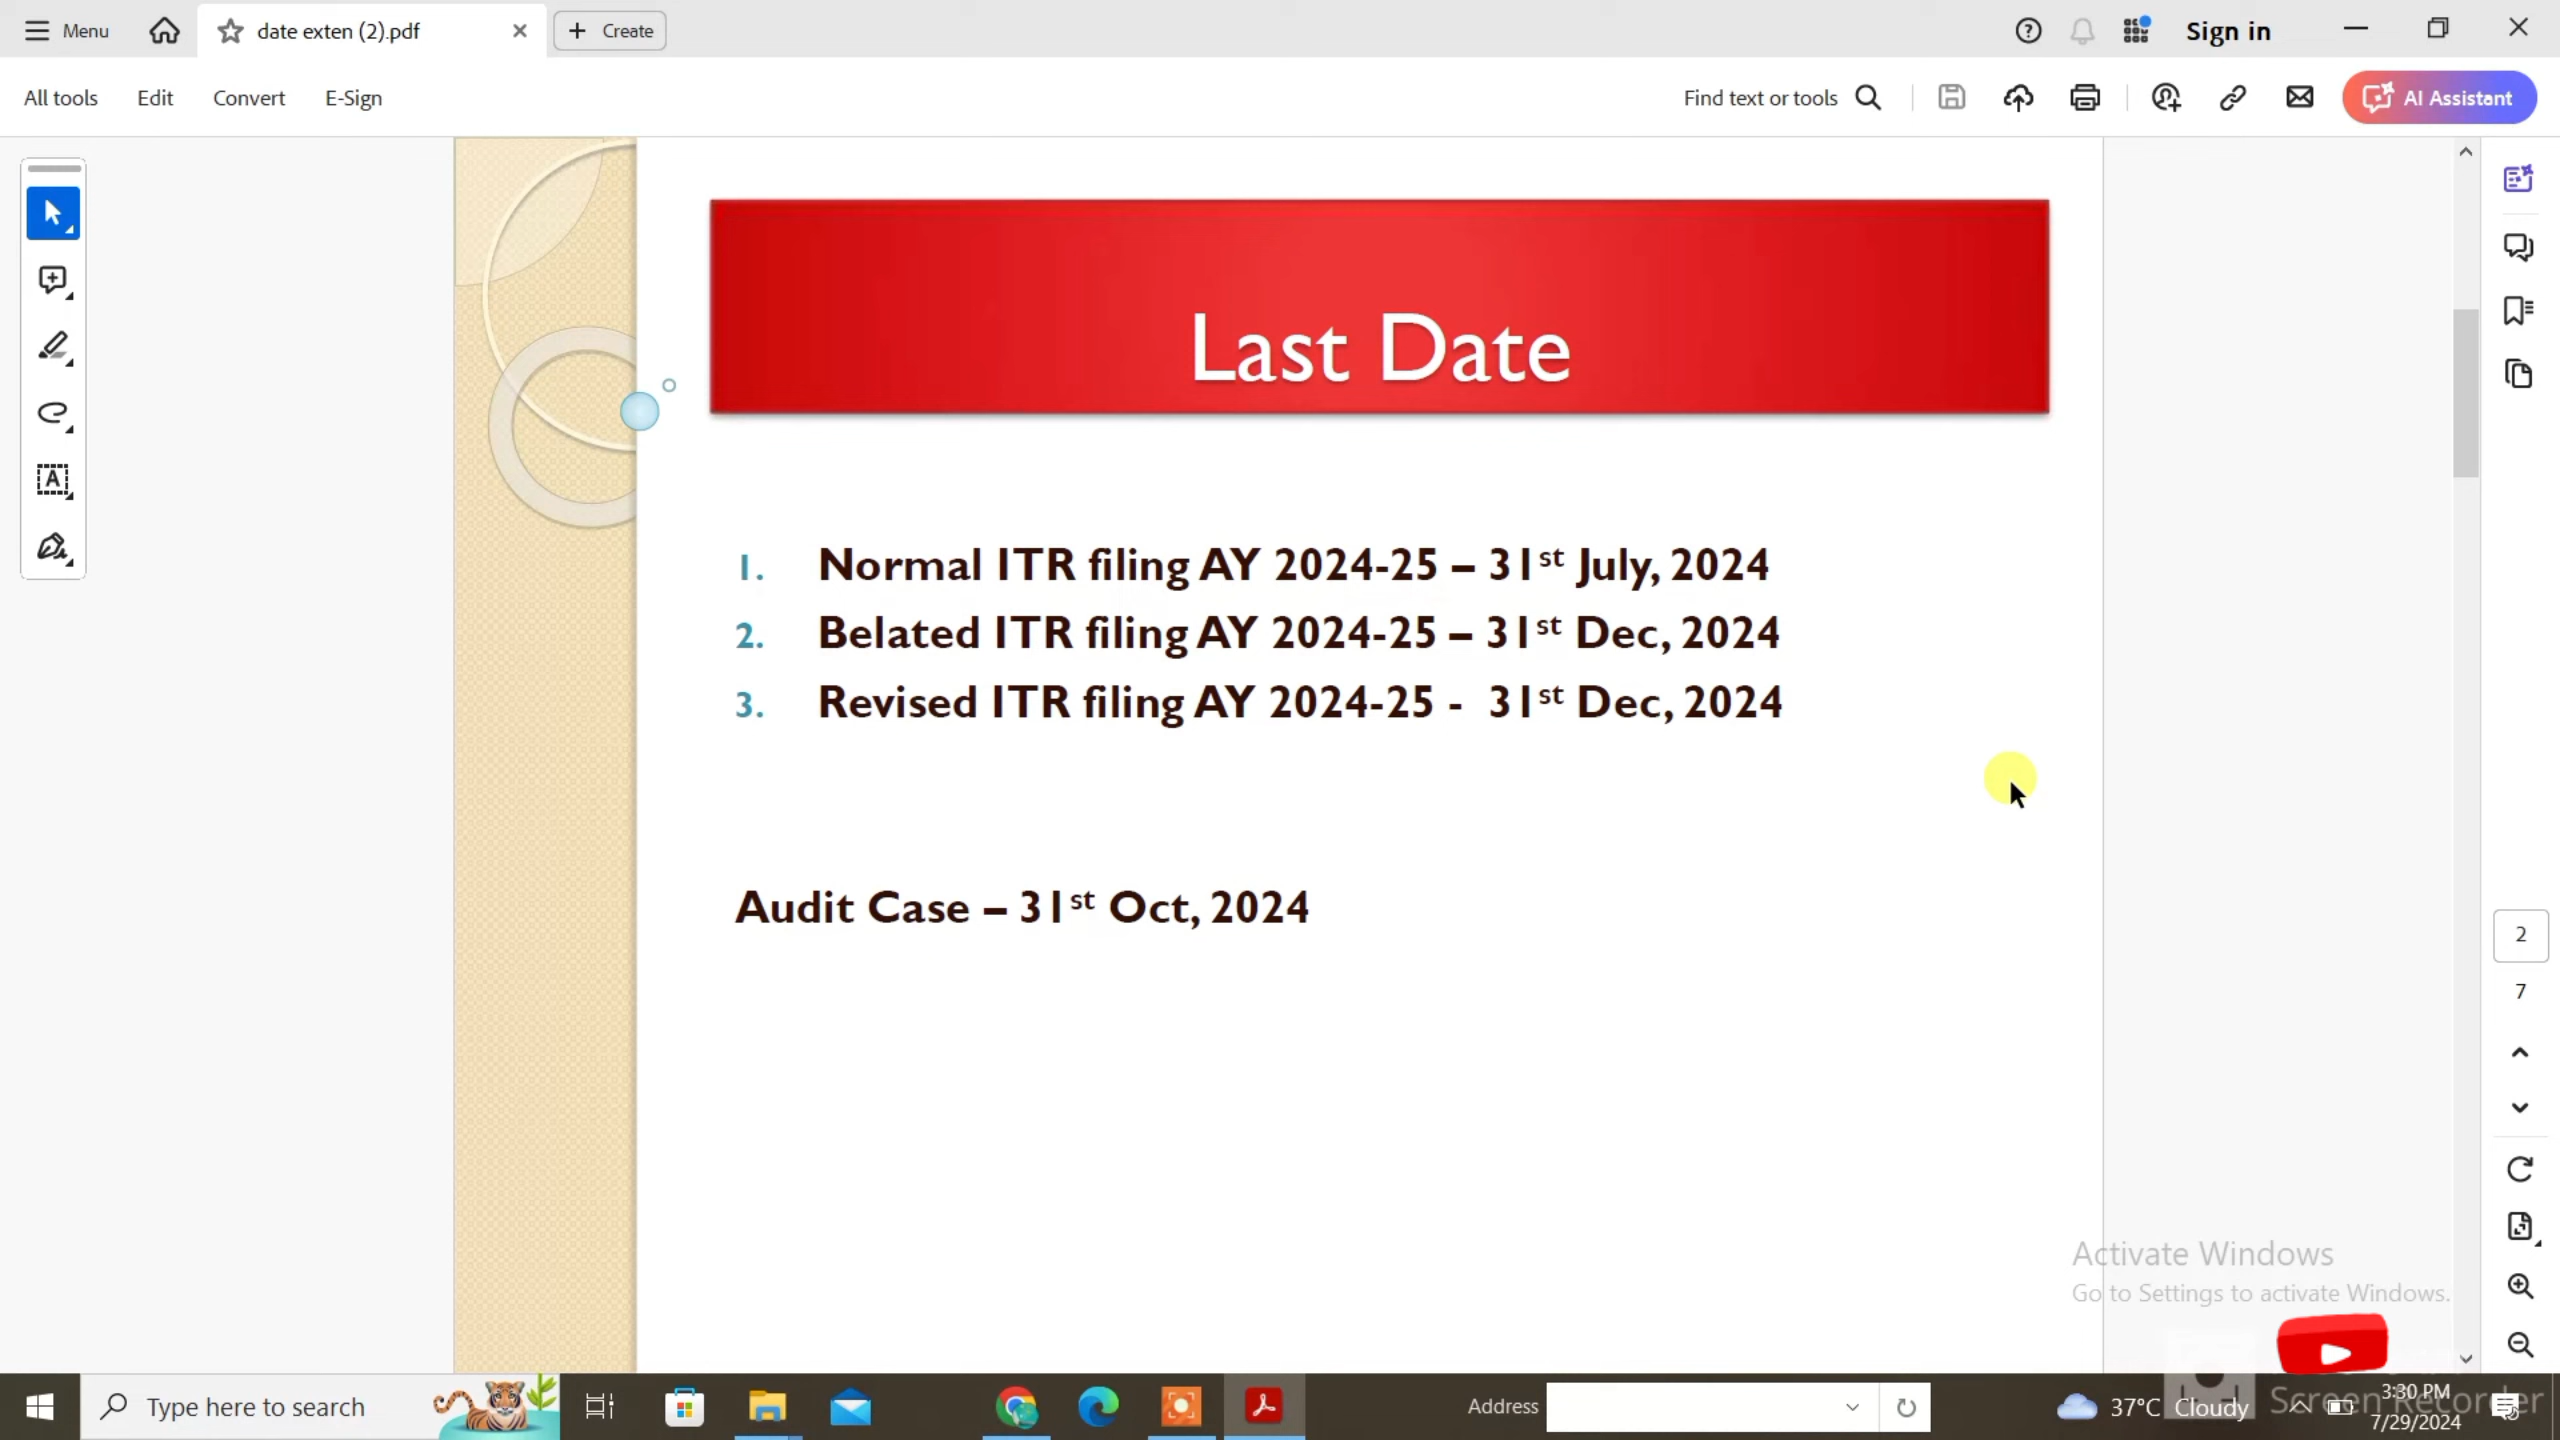 Menu
date exten (2).pdf
Create
Sign in
All tools
Edit
Convert
E-Sign
Find text or tools
AI Assistant
Last Date
1. Normal ITR filing AY 2024-25 – 31st July, 2024
2. Belated ITR filing AY 2024-25 – 31st Dec, 2024
3. Revised ITR filing AY 2024-25 - 31st Dec, 2024
Audit Case – 31st Oct, 2024
2
7
Activate Windows
Go to Settings to activate Windows.
Type here to search
Address
37°C Cloudy
Screen Recorder
3:30 PM
7/29/2024